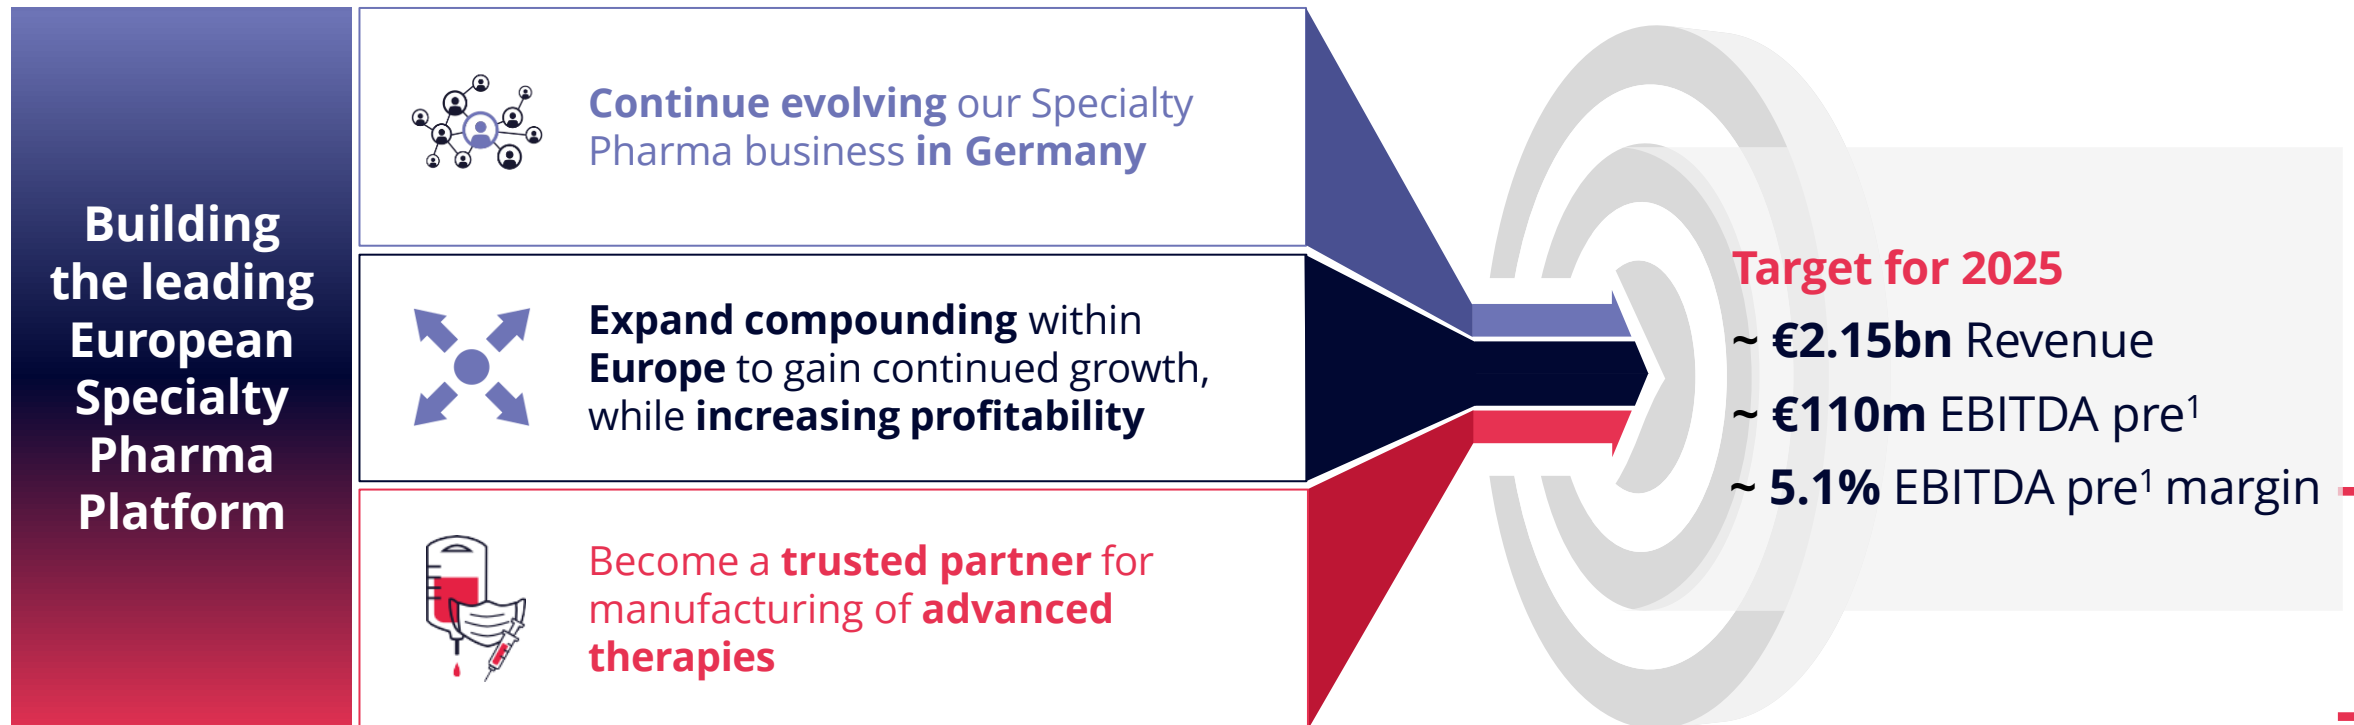 Building
the leading
European
Specialty
Pharma
Platform
Continue evolving our Specialty
Pharma business in Germany
Expand compounding within
Europe to gain continued growth,
while increasing profitability
Become a trusted partner for
manufacturing of advanced
therapies
Target for 2025
~ €2.15bn Revenue
~ €110m EBITDA pre¹
~ 5.1% EBITDA pre¹ margin